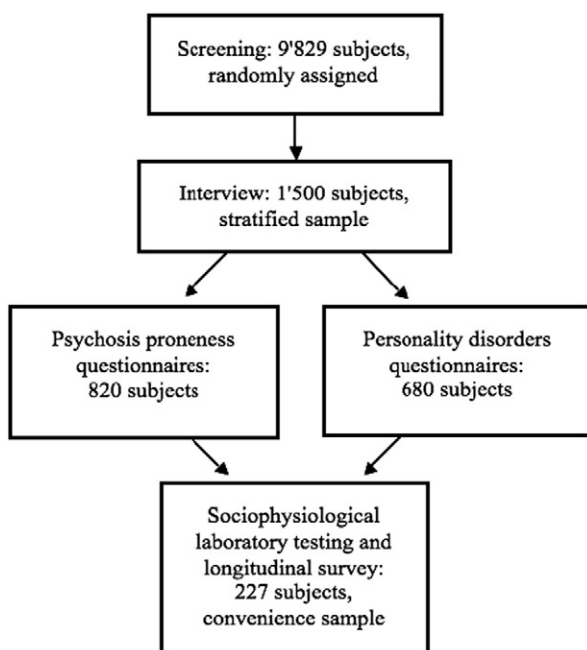 Screening: 9'829 subjects,
randomly assigned
Interview: 1'500 subjects,
stratified sample
Psychosis proneness
questionnaires:
820 subjects
Personality disorders
questionnaires:
680 subjects
Sociophysiological
laboratory testing and
longitudinal survey:
227 subjects,
convenience sample